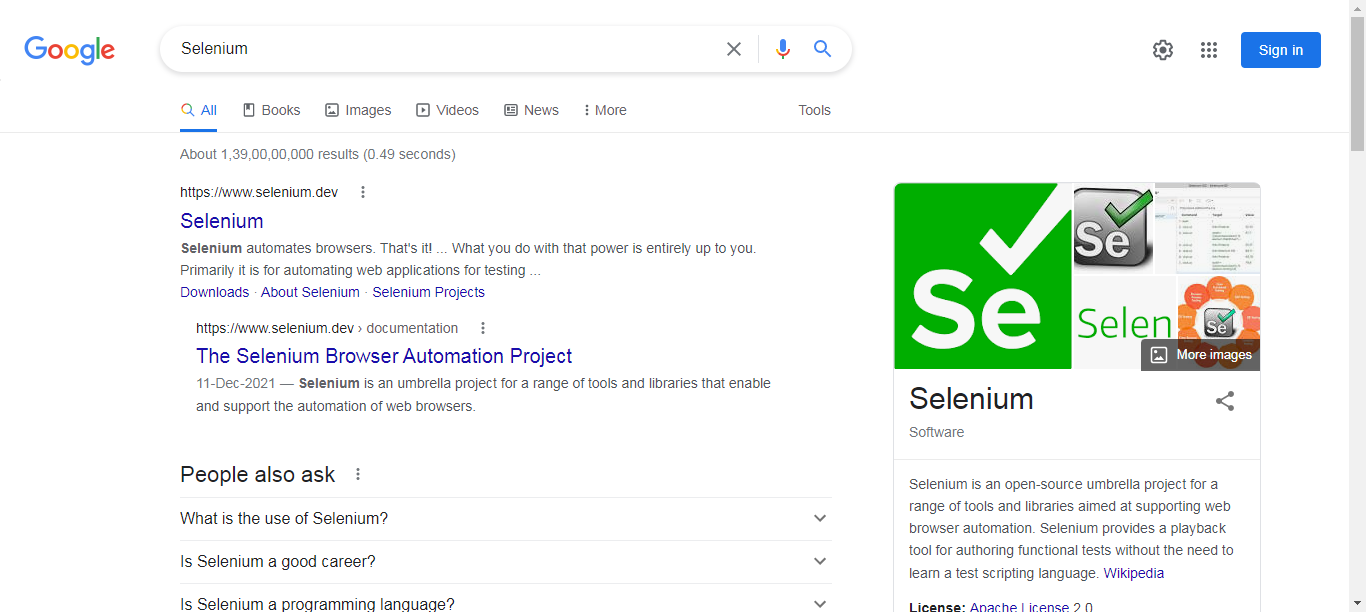 Google
Selenium
Sign in
All
Books
Images
Videos
News
More
Tools
About 1,39,00,00,000 results (0.49 seconds)
https://www.selenium.dev
Selenium
Selenium automates browsers. That's it! ... What you do with that power is entirely up to you.
Primarily it is for automating web applications for testing ...
Downloads · About Selenium · Selenium Projects
https://www.selenium.dev › documentation
The Selenium Browser Automation Project
11-Dec-2021 — Selenium is an umbrella project for a range of tools and libraries that enable
and support the automation of web browsers.
People also ask
What is the use of Selenium?
Is Selenium a good career?
Is Selenium a programming language?
Se
Se
Selen
Se
More images
Selenium
Software
Selenium is an open-source umbrella project for a
range of tools and libraries aimed at supporting web
browser automation. Selenium provides a playback
tool for authoring functional tests without the need to
learn a test scripting language. Wikipedia
License: Apache License 2.0